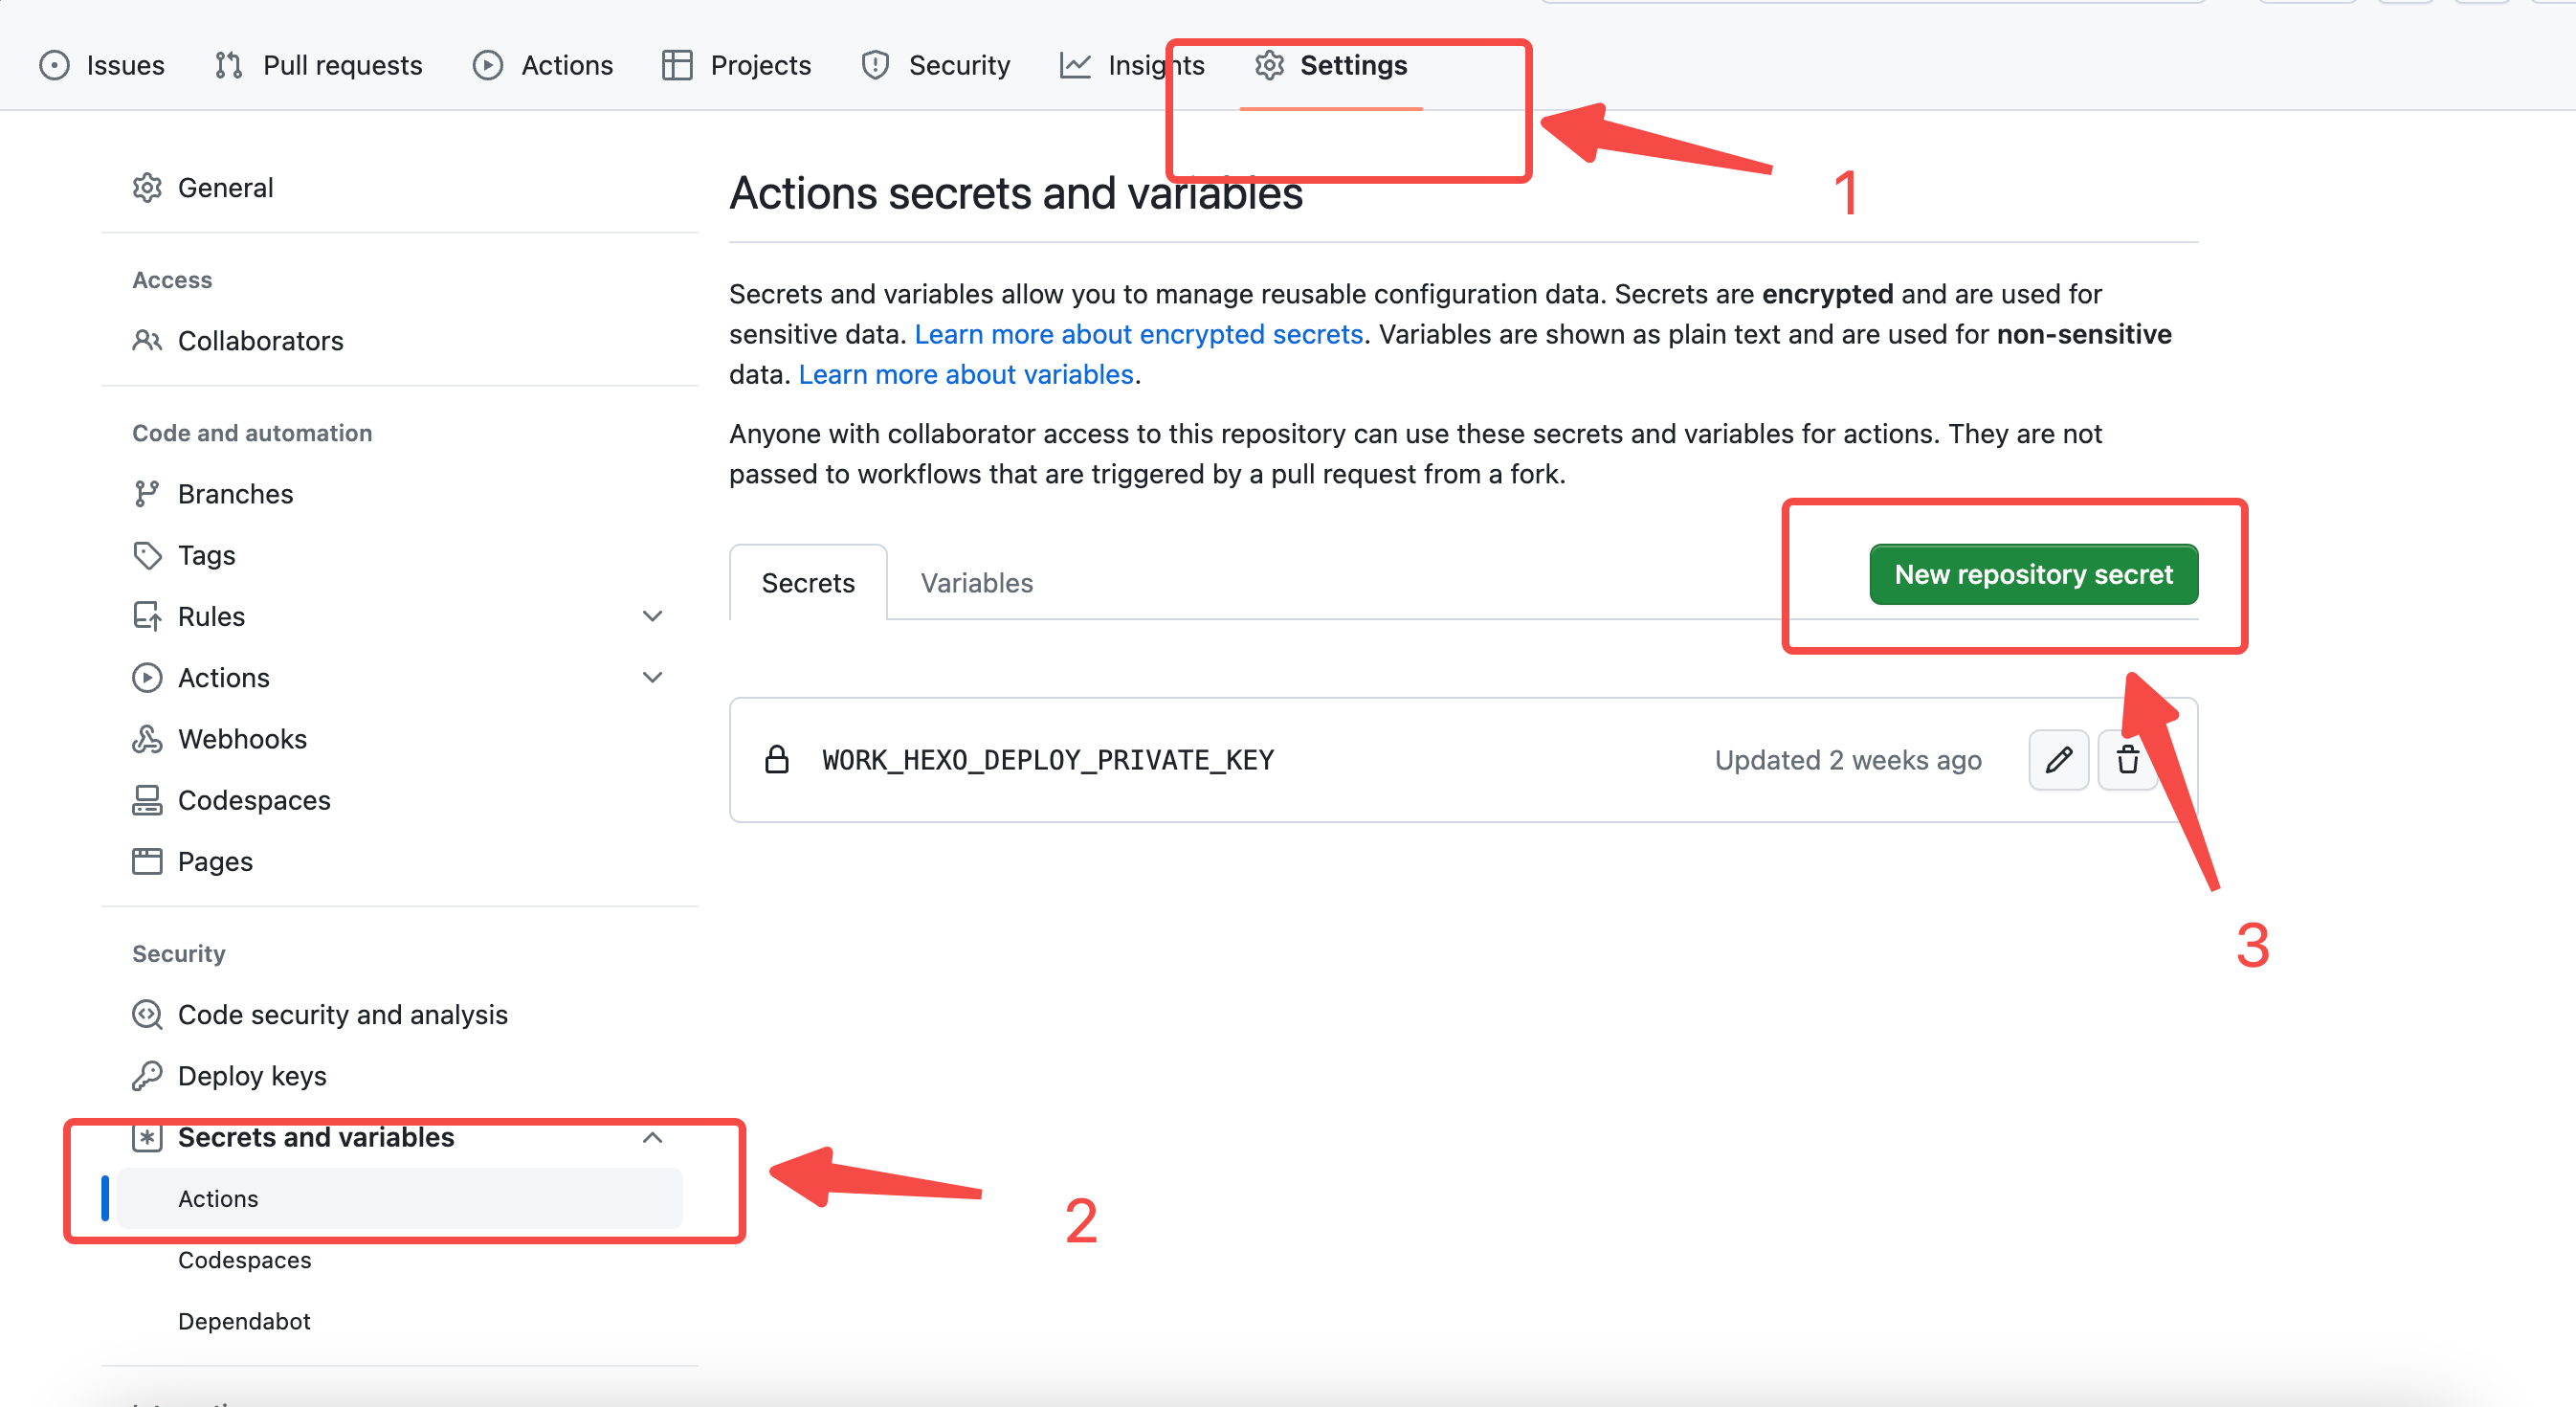 Issues
Pull requests
Actions
Projects
Security
Insights
Settings
1
General
Access
Collaborators
Code and automation
Branches
Tags
Rules
Actions
Webhooks
Codespaces
Pages
Security
Code security and analysis
Deploy keys
Secrets and variables
Actions
2
Codespaces
Dependabot
Actions secrets and variables
Secrets and variables allow you to manage reusable configuration data. Secrets are encrypted and are used for
sensitive data. Learn more about encrypted secrets. Variables are shown as plain text and are used for non-sensitive
data. Learn more about variables.
Anyone with collaborator access to this repository can use these secrets and variables for actions. They are not
passed to workflows that are triggered by a pull request from a fork.
Secrets
Variables
New repository secret
WORK_HEXO_DEPLOY_PRIVATE_KEY
Updated 2 weeks ago
3